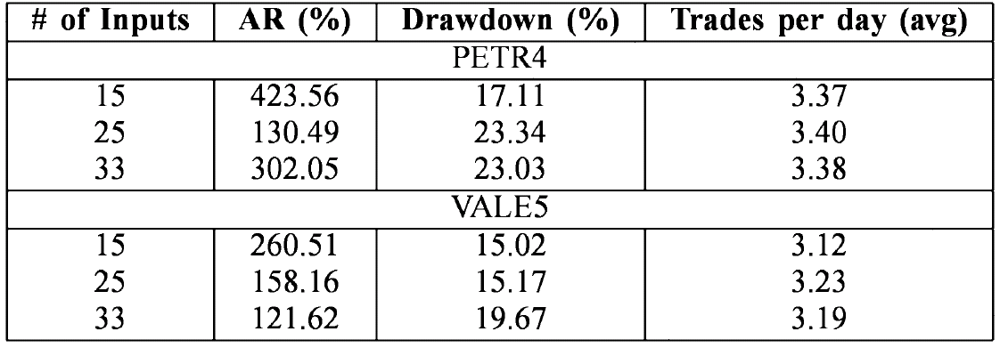 # of Inputs AR (%) Drawdown (%) Trades per day (avg)
PETR4
15 423.56 17.11 3.37
25 130.49 23.34 3.40
33 302.05 23.03 3.38
VALE5
15 260.51 15.02 3.12
25 158.16 15.17 3.23
33 121.62 19.67 3.19